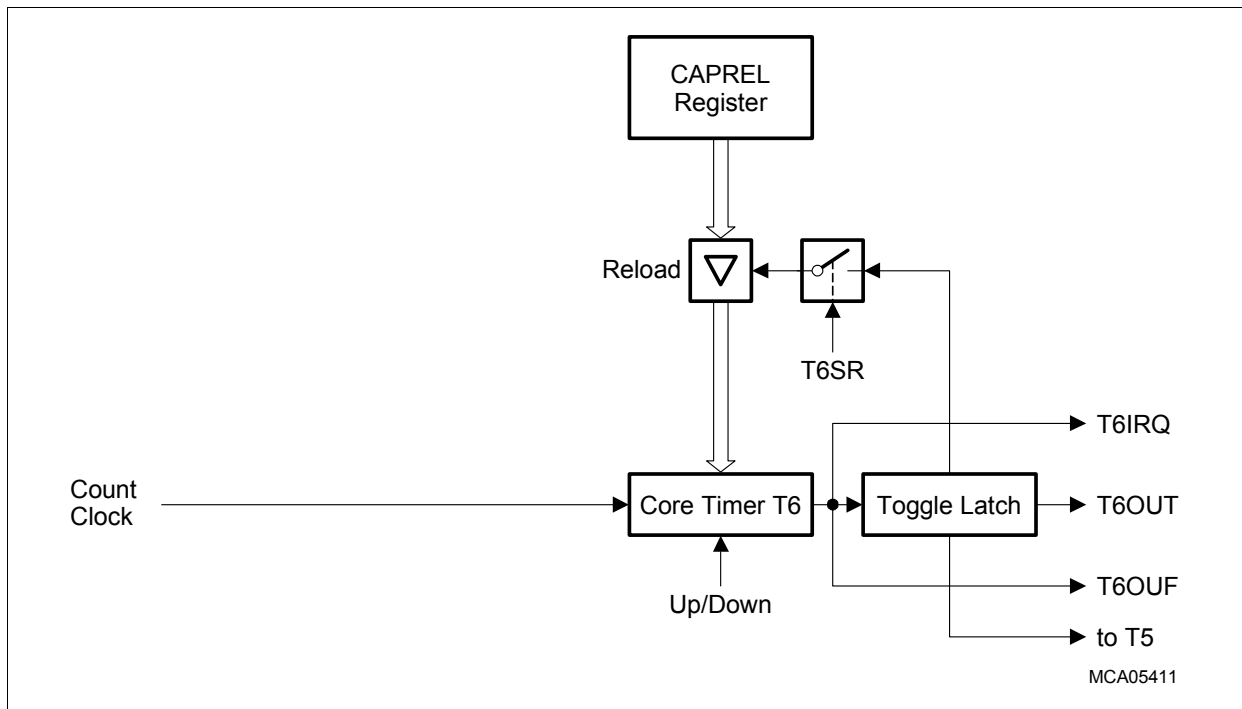 CAPREL
Register
Reload
T6SR
T6IRQ
Count
Clock
Core Timer T6
Toggle Latch
T6OUT
Up/Down
T6OUF
to T5
MCA05411